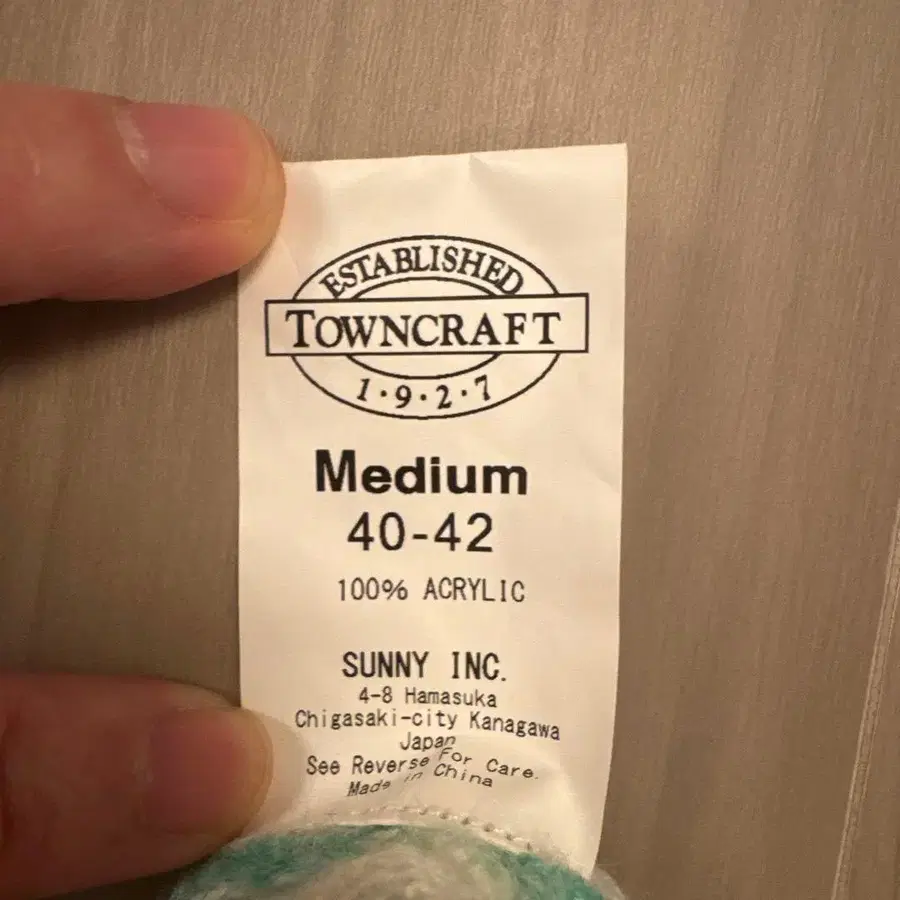 ESTABLISHED
TOWNCRAFT
1·9·2·7
Medium
40-42
100% ACRYLIC
SUNNY INC.
4-8 Hamasuka
Chigasaki-city Kanagawa
Japan
See Reverse For Care.
Made in China